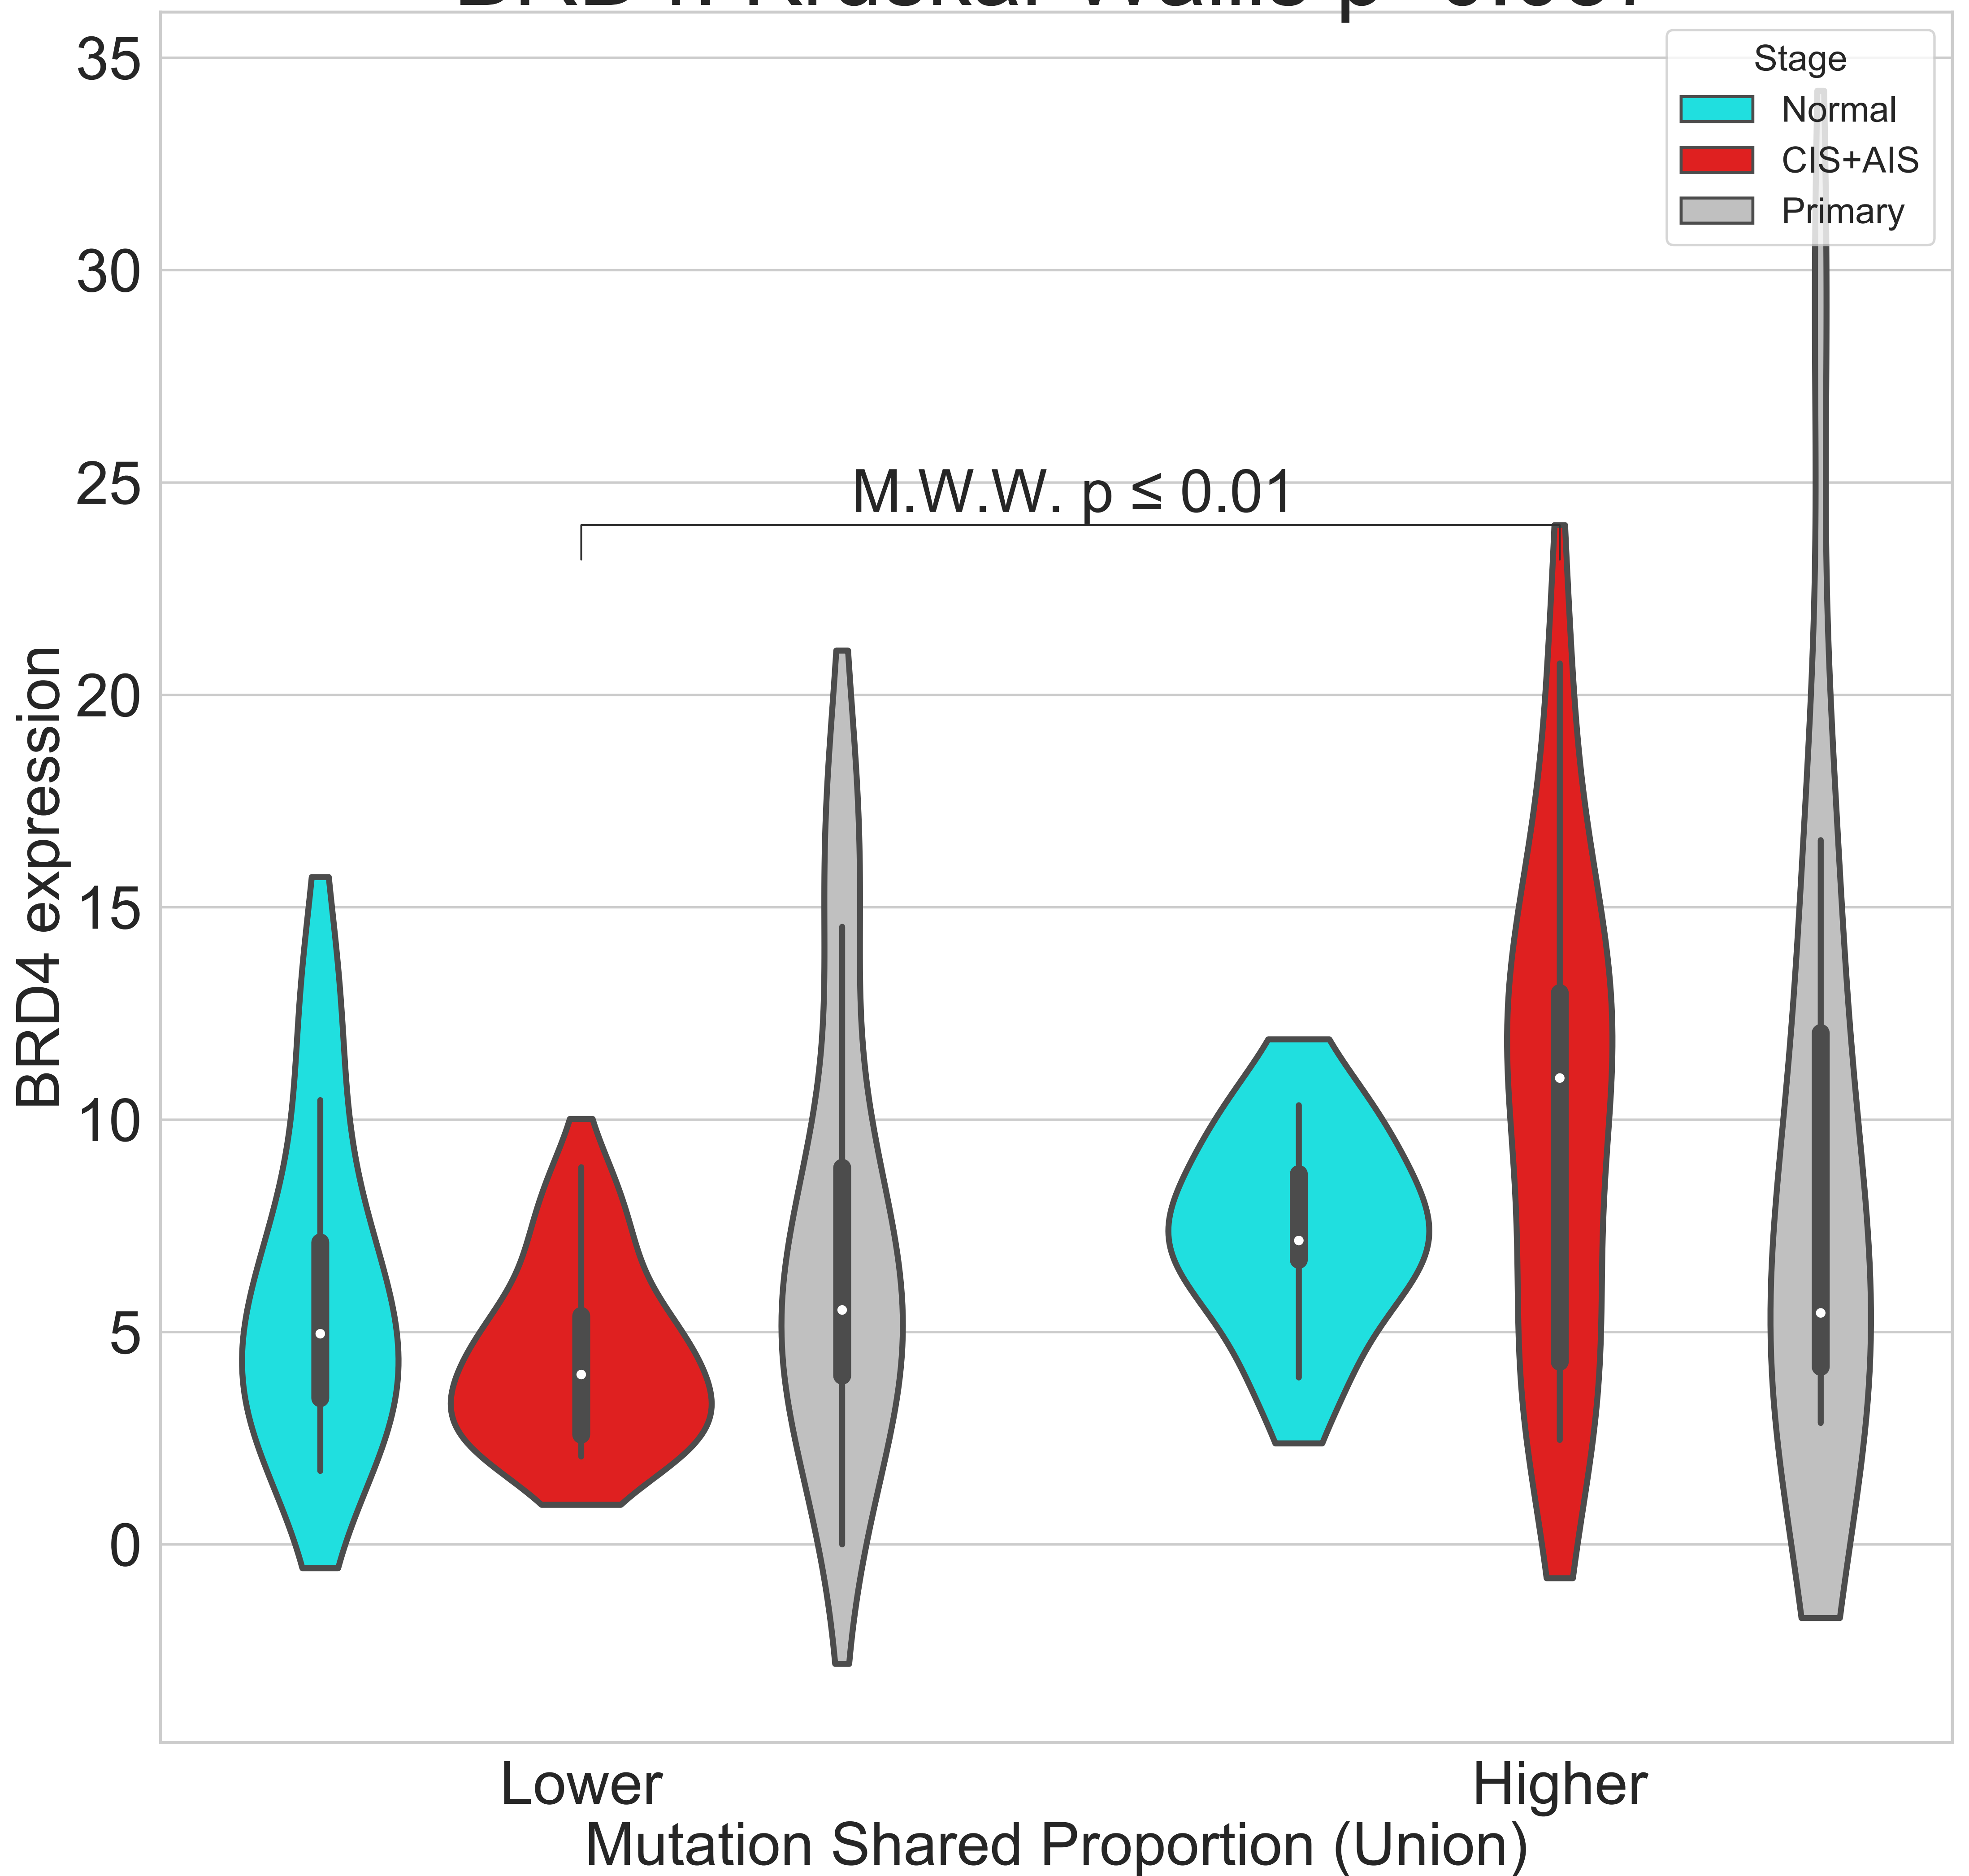 35
30
25
20
15
10
5
0
BRD4 expression
Stage
Normal
CIS+AIS
Primary
M.W.W. p ≤ 0.01
Lower
Higher
Mutation Shared Proportion (Union)